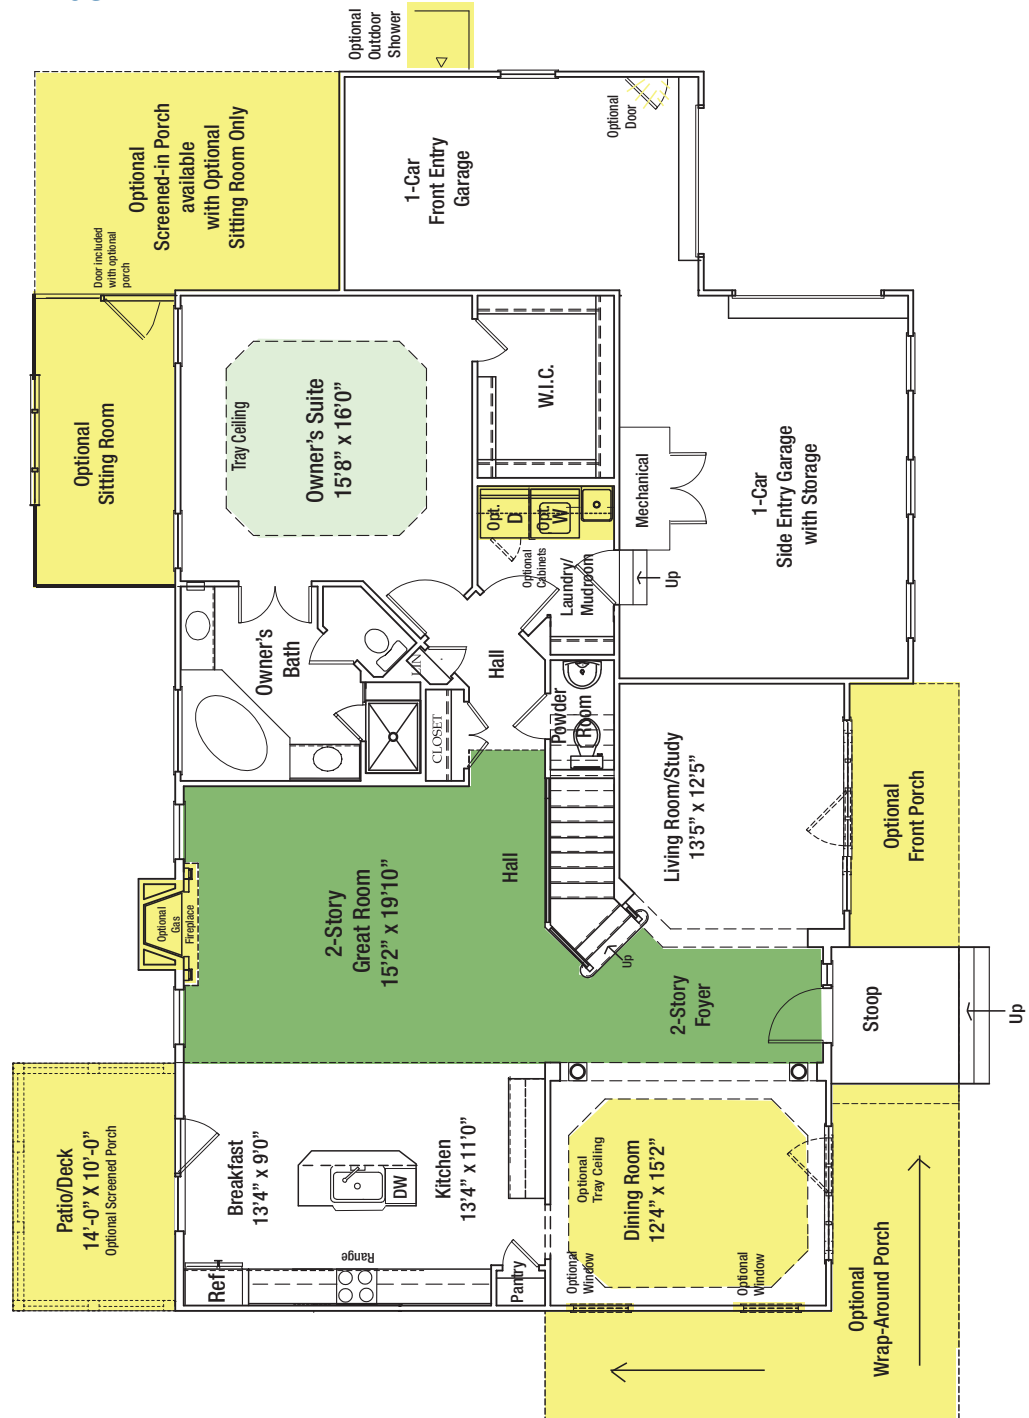 Optional
Outdoor
Shower
Optional
Screened-in Porch
available
with Optional
Sitting Room Only
Door included
with optional
porch
1-Car
Front Entry
Garage
Optional
Door
Optional
Sitting Room
Tray Ceiling
Owner's Suite
15'8" x 16'0"
W.I.C.
Mechanical
1-Car
Side Entry Garage
with Storage
Opt.
D
Opt.
W
Optional
Cabinets
Laundry/
Mudroom
Up
Owner's
Bath
LIN
Hall
CLOSET
Powder
Room
Living Room/Study
13'5" x 12'5"
Optional
Front Porch
Optional
Gas
Fireplace
2-Story
Great Room
15'2" x 19'10"
Hall
Up
2-Story
Foyer
Stoop
Up
Patio/Deck
14'-0" X 10'-0"
Optional Screened Porch
Breakfast
13'4" x 9'0"
DW
Kitchen
13'4" x 11'0"
Ref
Range
Pantry
Optional
Tray Ceiling
Dining Room
12'4" x 15'2"
Optional
Window
Optional
Window
Optional
Wrap-Around Porch